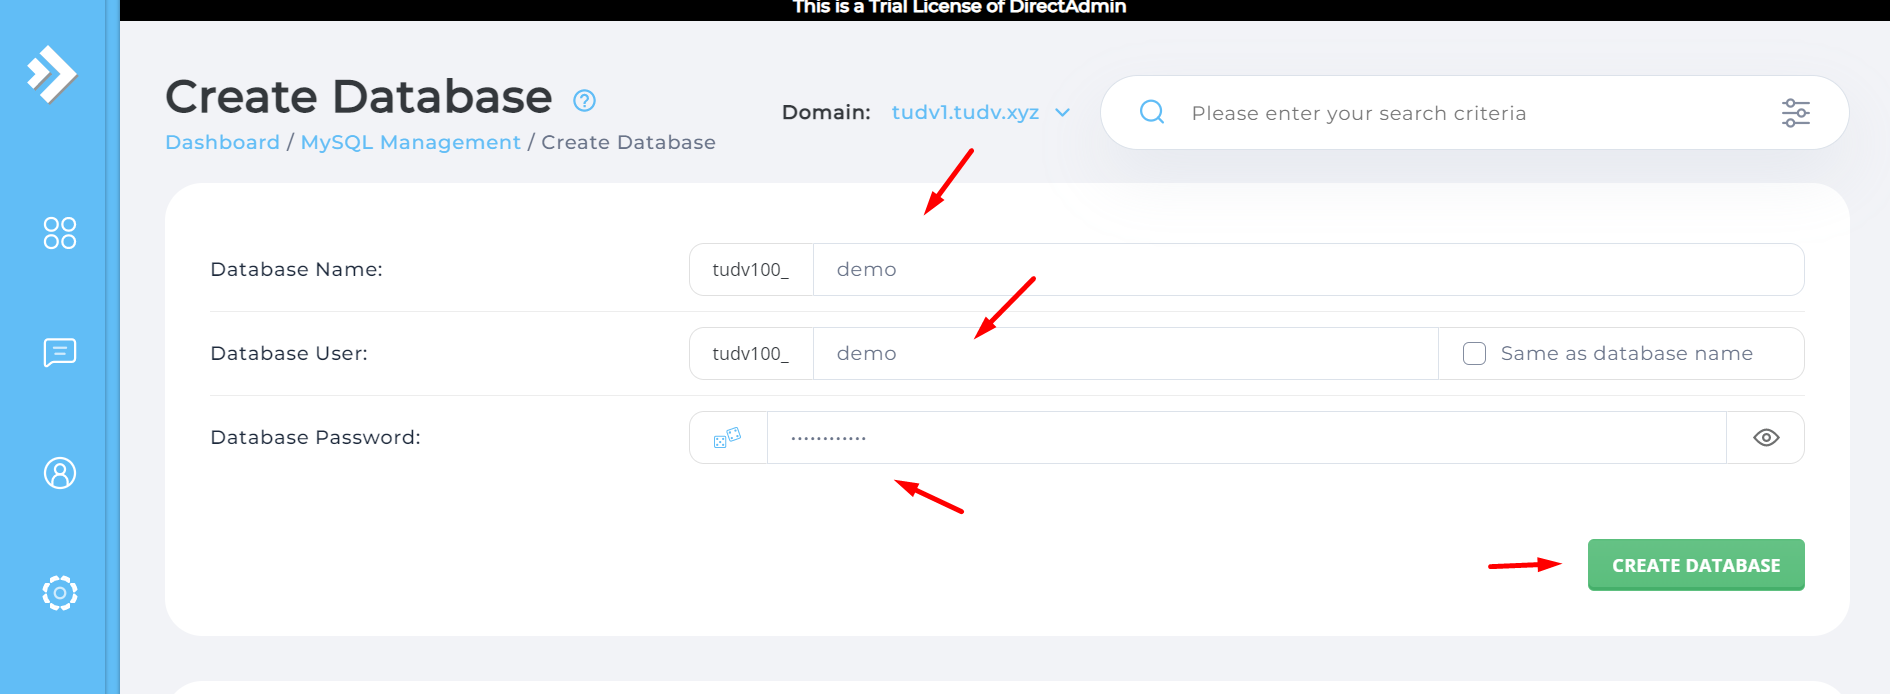 This is a Trial License of DirectAdmin
Create Database
Domain: tudv1.tudv.xyz
Please enter your search criteria
Dashboard / MySQL Management / Create Database
Database Name: tudv100_ demo
Database User: tudv100_ demo Same as database name
Database Password: ............
CREATE DATABASE